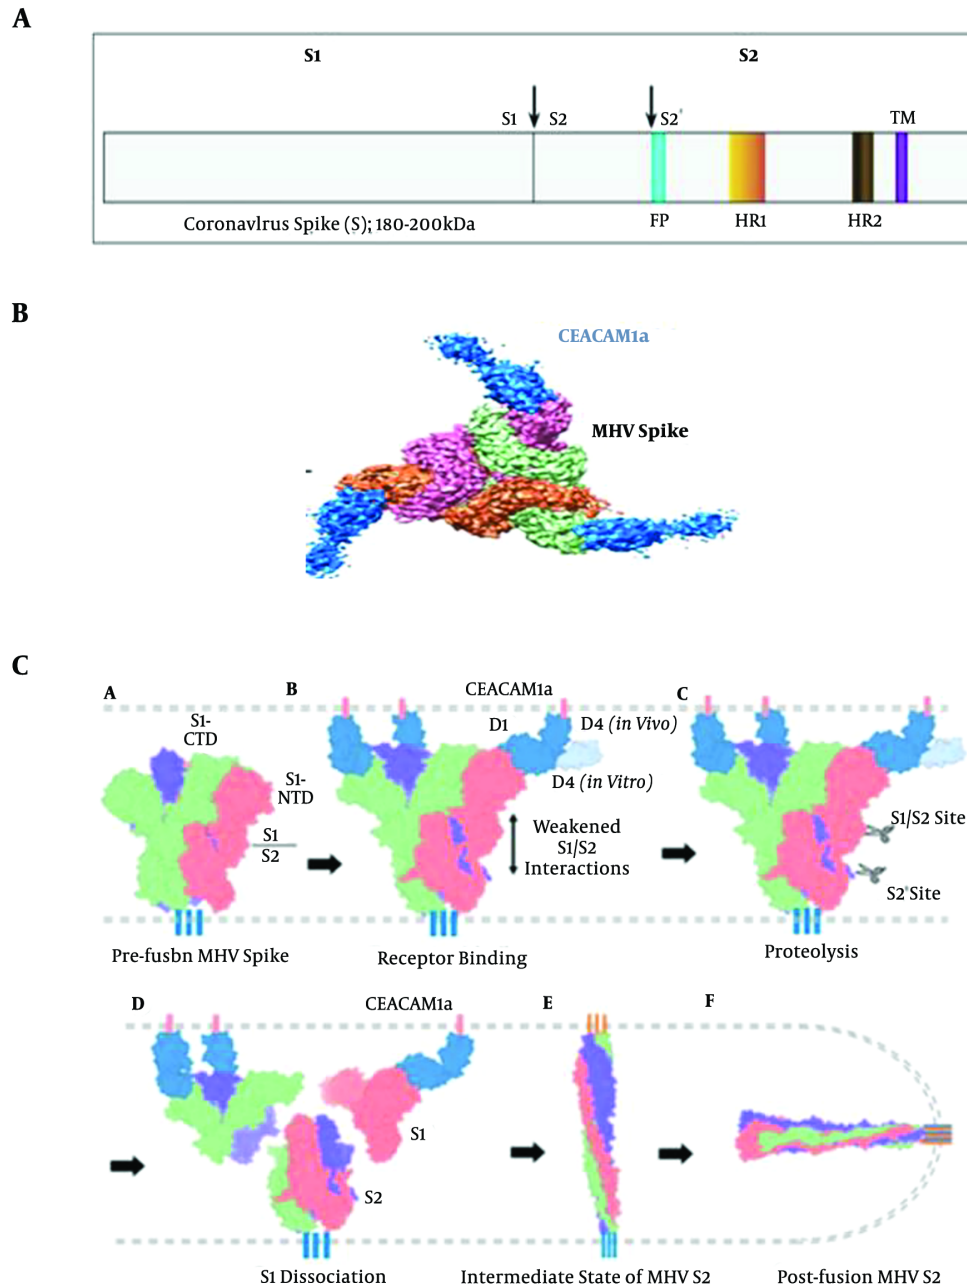 A
S1 S2
S1 S2 S2' TM
Coronavlrus Spike (S); 180-200kDa FP HR1 HR2
B
CEACAM1a
MHV Spike
C
A B CEACAM1a C
S1-
CTD
D1 D4 (in Vivo)
S1-
NTD
D4 (in Vitro)
S1
S2
Weakened
S1/S2
Interactions
S1/S2 Site
S2' Site
Pre-fusbn MHV Spike Receptor Binding Proteolysis
D CEACAM1a E F
S1
S2
S1 Dissociation Intermediate State of MHV S2 Post-fusion MHV S2